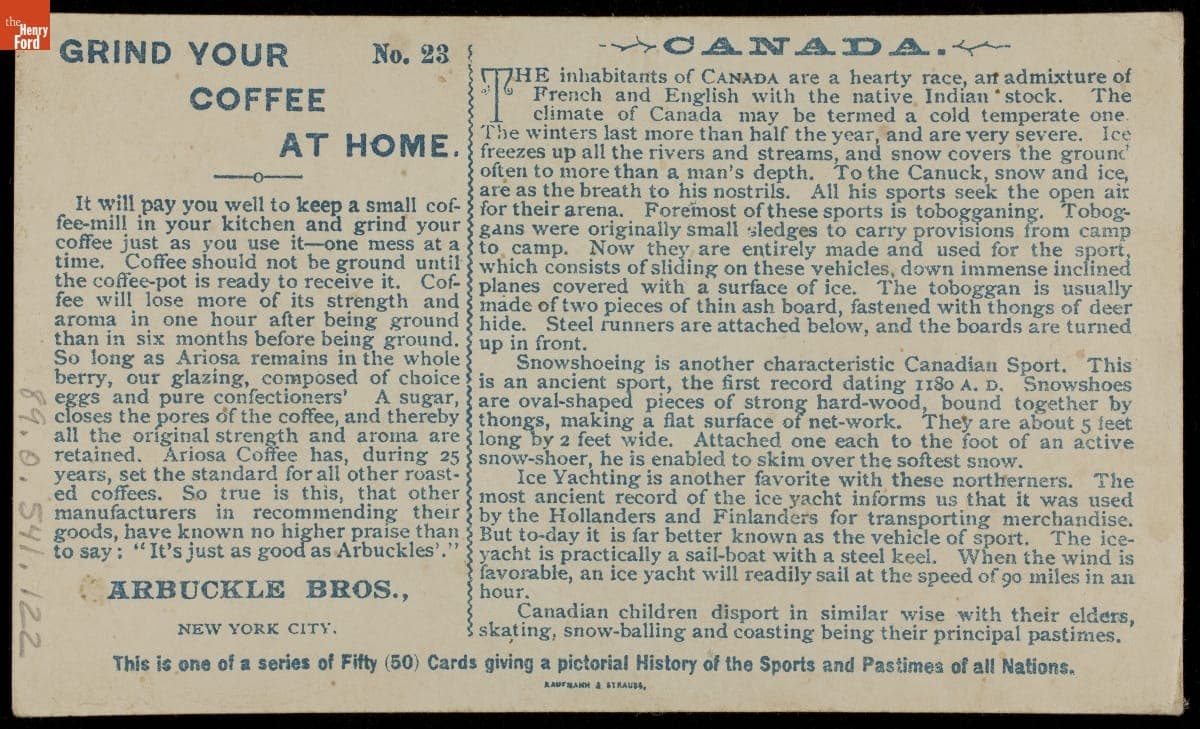 the
Henry
Ford
GRIND YOUR No. 23
COFFEE
AT HOME.
It will pay you well to keep a small cof-
fee-mill in your kitchen and grind your
coffee just as you use it—one mess at a
time. Coffee should not be ground until
the coffee-pot is ready to receive it. Cof-
fee will lose more of its strength and
aroma in one hour after being ground
than in six months before being ground.
So long as Ariosa remains in the whole
berry, our glazing, composed of choice
eggs and pure confectioners' A sugar,
closes the pores of the coffee, and thereby
all the original strength and aroma are
retained. Ariosa Coffee has, during 25
years, set the standard for all other roast-
ed coffees. So true is this, that other
manufacturers in recommending their
goods, have known no higher praise than
to say: "It's just as good as Arbuckles'."
ARBUCKLE BROS.,
NEW YORK CITY.
CANADA.
THE inhabitants of CANADA are a hearty race, an admixture of
French and English with the native Indian stock. The
climate of Canada may be termed a cold temperate one.
The winters last more than half the year, and are very severe. Ice
freezes up all the rivers and streams, and snow covers the ground
often to more than a man's depth. To the Canuck, snow and ice,
are as the breath to his nostrils. All his sports seek the open air
for their arena. Foremost of these sports is tobogganing. Tobog-
gans were originally small sledges to carry provisions from camp
to camp. Now they are entirely made and used for the sport,
which consists of sliding on these vehicles, down immense inclined
planes covered with a surface of ice. The toboggan is usually
made of two pieces of thin ash board, fastened with thongs of deer
hide. Steel runners are attached below, and the boards are turned
up in front.
Snowshoeing is another characteristic Canadian Sport. This
is an ancient sport, the first record dating 1180 A. D. Snowshoes
are oval-shaped pieces of strong hard-wood, bound together by
thongs, making a flat surface of net-work. They are about 5 feet
long by 2 feet wide. Attached one each to the foot of an active
snow-shoer, he is enabled to skim over the softest snow.
Ice Yachting is another favorite with these northerners. The
most ancient record of the ice yacht informs us that it was used
by the Hollanders and Finlanders for transporting merchandise.
But to-day it is far better known as the vehicle of sport. The ice-
yacht is practically a sail-boat with a steel keel. When the wind is
favorable, an ice yacht will readily sail at the speed of 90 miles in an
hour.
Canadian children disport in similar wise with their elders,
skating, snow-balling and coasting being their principal pastimes.
This is one of a series of Fifty (50) Cards giving a pictorial History of the Sports and Pastimes of all Nations.
KAUFMANN & STRAUSS,
89.0.541.122